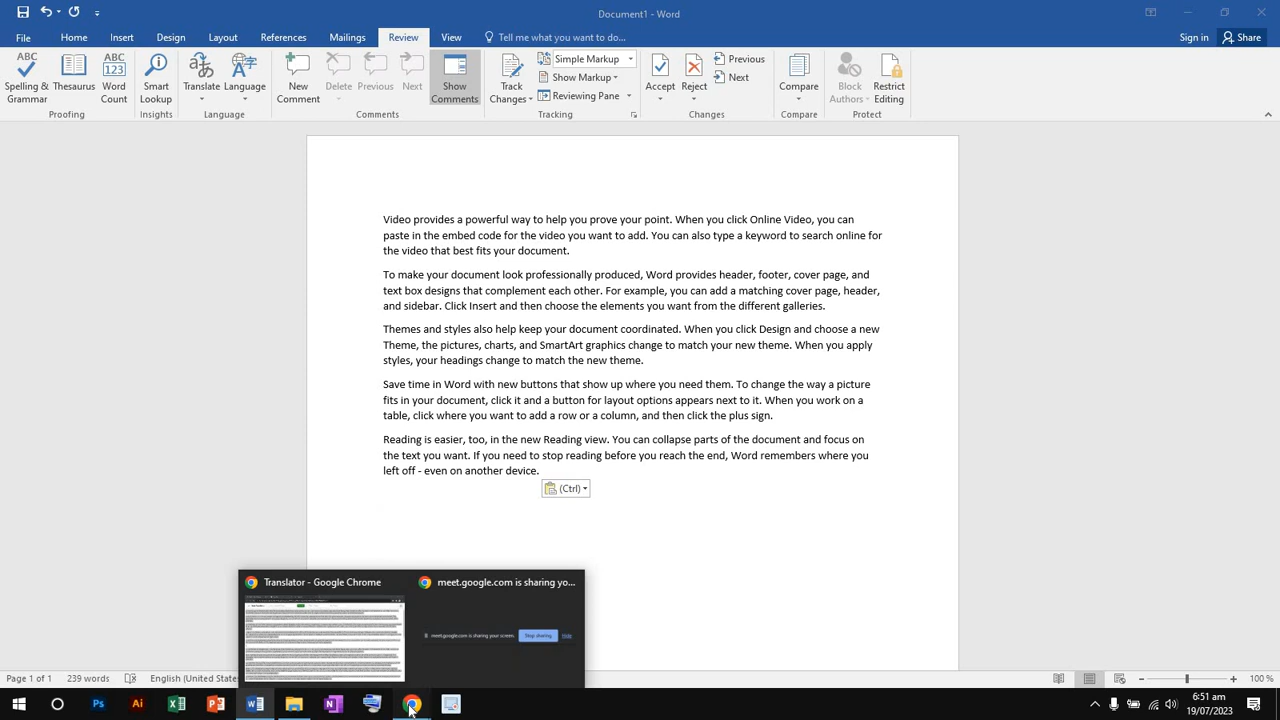 Document1 - Word
File Home Insert Design Layout References Mailings Review View Tell me what you want to do... Sign in Share
Spelling & Grammar
Thesaurus
Word Count
Smart Lookup
Translate
Language
New Comment
Delete
Previous
Next
Show Comments
Track Changes
Simple Markup
Show Markup
Reviewing Pane
Accept
Reject
Previous
Next
Compare
Block Authors
Restrict Editing
Proofing Insights Language Comments Tracking Changes Compare Protect
Video provides a powerful way to help you prove your point. When you click Online Video, you can
paste in the embed code for the video you want to add. You can also type a keyword to search online for
the video that best fits your document.
To make your document look professionally produced, Word provides header, footer, cover page, and
text box designs that complement each other. For example, you can add a matching cover page, header,
and sidebar. Click Insert and then choose the elements you want from the different galleries.
Themes and styles also help keep your document coordinated. When you click Design and choose a new
Theme, the pictures, charts, and SmartArt graphics change to match your new theme. When you apply
styles, your headings change to match the new theme.
Save time in Word with new buttons that show up where you need them. To change the way a picture
fits in your document, click it and a button for layout options appears next to it. When you work on a
table, click where you want to add a row or a column, and then click the plus sign.
Reading is easier, too, in the new Reading view. You can collapse parts of the document and focus on
the text you want. If you need to stop reading before you reach the end, Word remembers where you
left off - even on another device.
(Ctrl)
Translator - Google Chrome
meet.google.com is sharing yo...
meet.google.com is sharing your screen. Stop sharing Hide
Page 1 of 1 239 words English (United States 100 %
6:51 am
19/07/2023